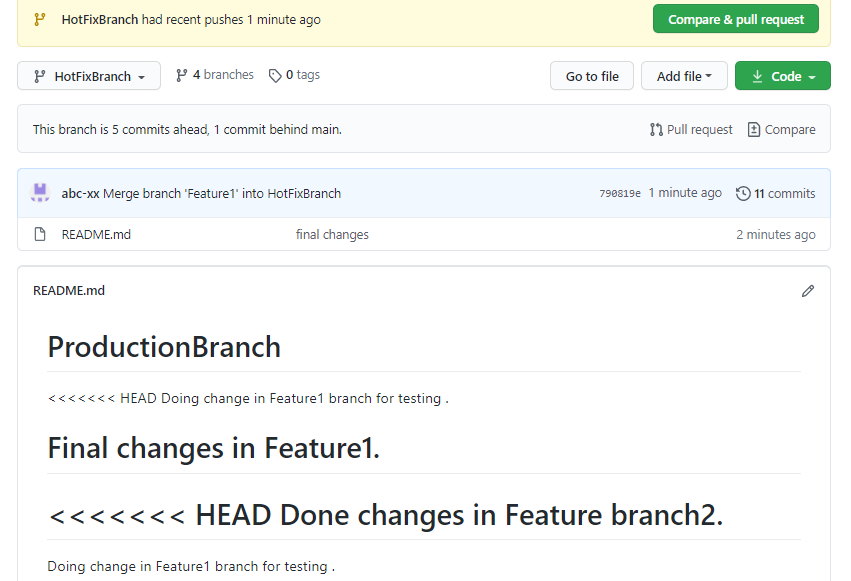 HotFixBranch had recent pushes 1 minute ago
Compare & pull request
HotFixBranch
4 branches
0 tags
Go to file
Add file
Code
This branch is 5 commits ahead, 1 commit behind main.
Pull request
Compare
abc-xx Merge branch 'Feature1' into HotFixBranch
790819e 1 minute ago
11 commits
README.md
final changes
2 minutes ago
README.md
ProductionBranch
<<<<<<< HEAD Doing change in Feature1 branch for testing .
Final changes in Feature1.
<<<<<<< HEAD Done changes in Feature branch2.
Doing change in Feature1 branch for testing .